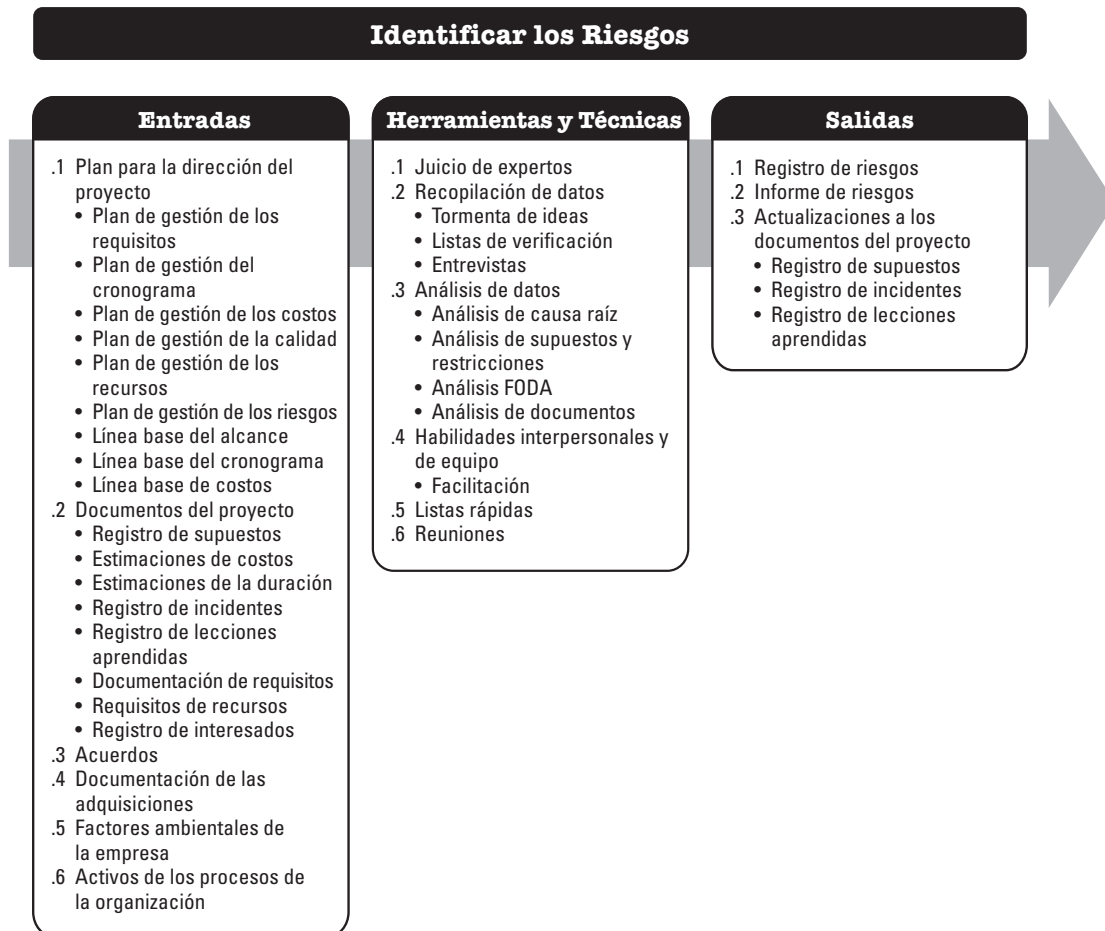 Identificar los Riesgos
Entradas
.1 Plan para la dirección del
proyecto
• Plan de gestión de los
requisitos
• Plan de gestión del
cronograma
• Plan de gestión de los costos
• Plan de gestión de la calidad
• Plan de gestión de los
recursos
• Plan de gestión de los riesgos
• Línea base del alcance
• Línea base del cronograma
• Línea base de costos
.2 Documentos del proyecto
• Registro de supuestos
• Estimaciones de costos
• Estimaciones de la duración
• Registro de incidentes
• Registro de lecciones
aprendidas
• Documentación de requisitos
• Requisitos de recursos
• Registro de interesados
.3 Acuerdos
.4 Documentación de las
adquisiciones
.5 Factores ambientales de
la empresa
.6 Activos de los procesos de
la organización
Herramientas y Técnicas
.1 Juicio de expertos
.2 Recopilación de datos
• Tormenta de ideas
• Listas de verificación
• Entrevistas
.3 Análisis de datos
• Análisis de causa raíz
• Análisis de supuestos y
restricciones
• Análisis FODA
• Análisis de documentos
.4 Habilidades interpersonales y
de equipo
• Facilitación
.5 Listas rápidas
.6 Reuniones
Salidas
.1 Registro de riesgos
.2 Informe de riesgos
.3 Actualizaciones a los
documentos del proyecto
• Registro de supuestos
• Registro de incidentes
• Registro de lecciones
aprendidas